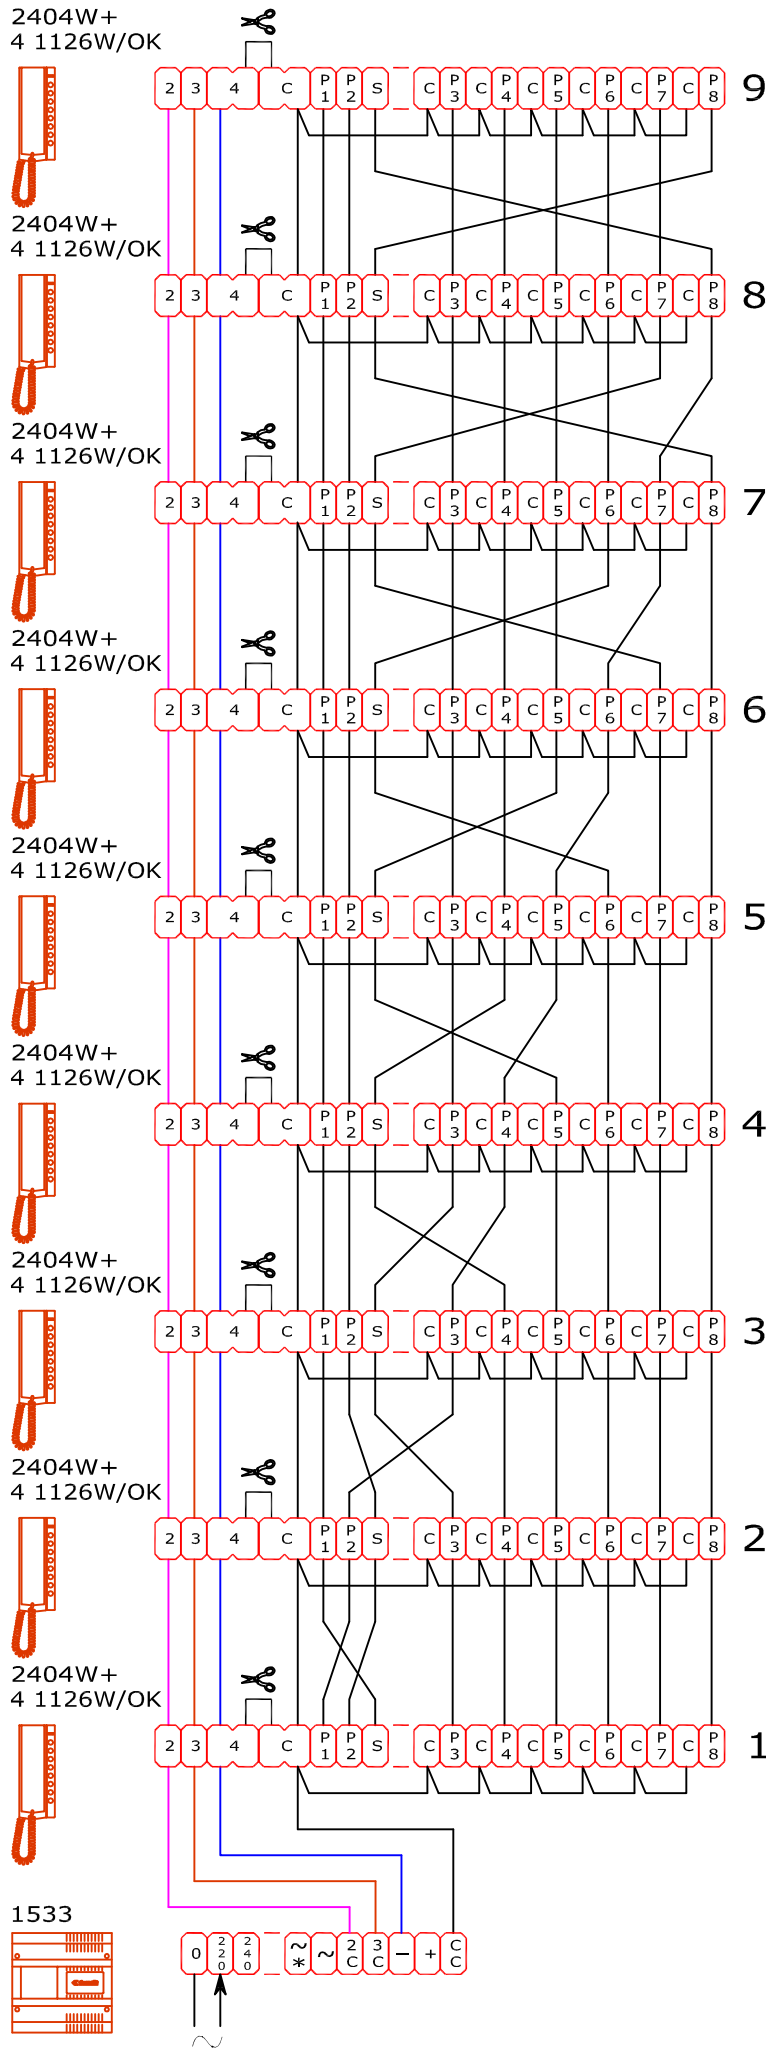 2404W+
4 1126W/OK
2 3 4 C P1 P2 S C P3 C P4 C P5 C P6 C P7 C P8 9
2404W+
4 1126W/OK
2 3 4 C P1 P2 S C P3 C P4 C P5 C P6 C P7 C P8 8
2404W+
4 1126W/OK
2 3 4 C P1 P2 S C P3 C P4 C P5 C P6 C P7 C P8 7
2404W+
4 1126W/OK
2 3 4 C P1 P2 S C P3 C P4 C P5 C P6 C P7 C P8 6
2404W+
4 1126W/OK
2 3 4 C P1 P2 S C P3 C P4 C P5 C P6 C P7 C P8 5
2404W+
4 1126W/OK
2 3 4 C P1 P2 S C P3 C P4 C P5 C P6 C P7 C P8 4
2404W+
4 1126W/OK
2 3 4 C P1 P2 S C P3 C P4 C P5 C P6 C P7 C P8 3
2404W+
4 1126W/OK
2 3 4 C P1 P2 S C P3 C P4 C P5 C P6 C P7 C P8 2
2404W+
4 1126W/OK
2 3 4 C P1 P2 S C P3 C P4 C P5 C P6 C P7 C P8 1
1533
0 220 240 ~* ~ 2C 3C − + CC
~